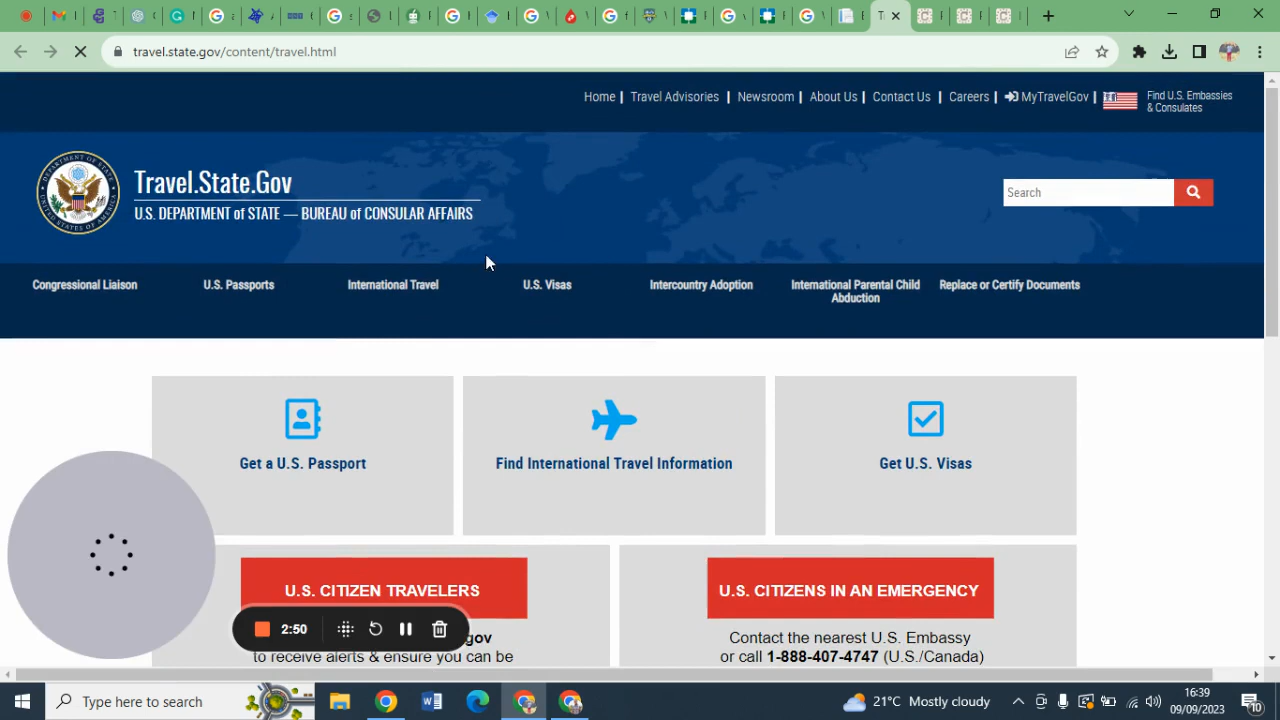 travel.state.gov/content/travel.html
Home | Travel Advisories | Newsroom | About Us | Contact Us | Careers | MyTravelGov | Find U.S. Embassies
& Consulates
Travel.State.Gov
U.S. DEPARTMENT of STATE — BUREAU of CONSULAR AFFAIRS
Search
Congressional Liaison U.S. Passports International Travel U.S. Visas Intercountry Adoption International Parental Child Replace or Certify Documents
Abduction
Get a U.S. Passport Find International Travel Information Get U.S. Visas
U.S. CITIZEN TRAVELERS U.S. CITIZENS IN AN EMERGENCY
2:50
gov Contact the nearest U.S. Embassy
to receive alerts & ensure you can be or call 1-888-407-4747 (U.S./Canada)
Type here to search 21°C Mostly cloudy 16:39
09/09/2023 10